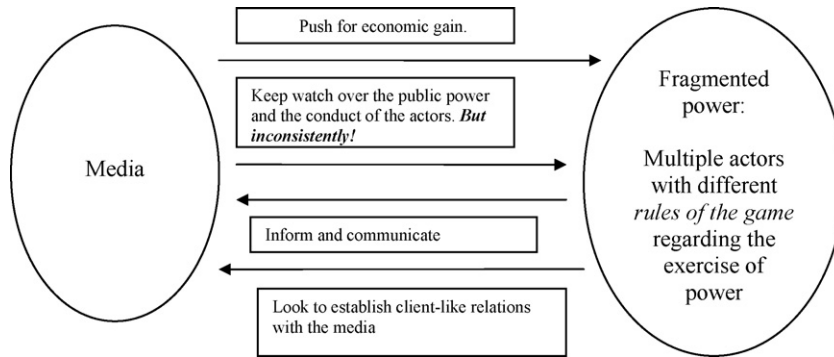 Push for economic gain.
Keep watch over the public power
and the conduct of the actors. But
inconsistently!
Media
Inform and communicate
Look to establish client-like relations
with the media
Fragmented
power:
Multiple actors
with different
rules of the game
regarding the
exercise of
power